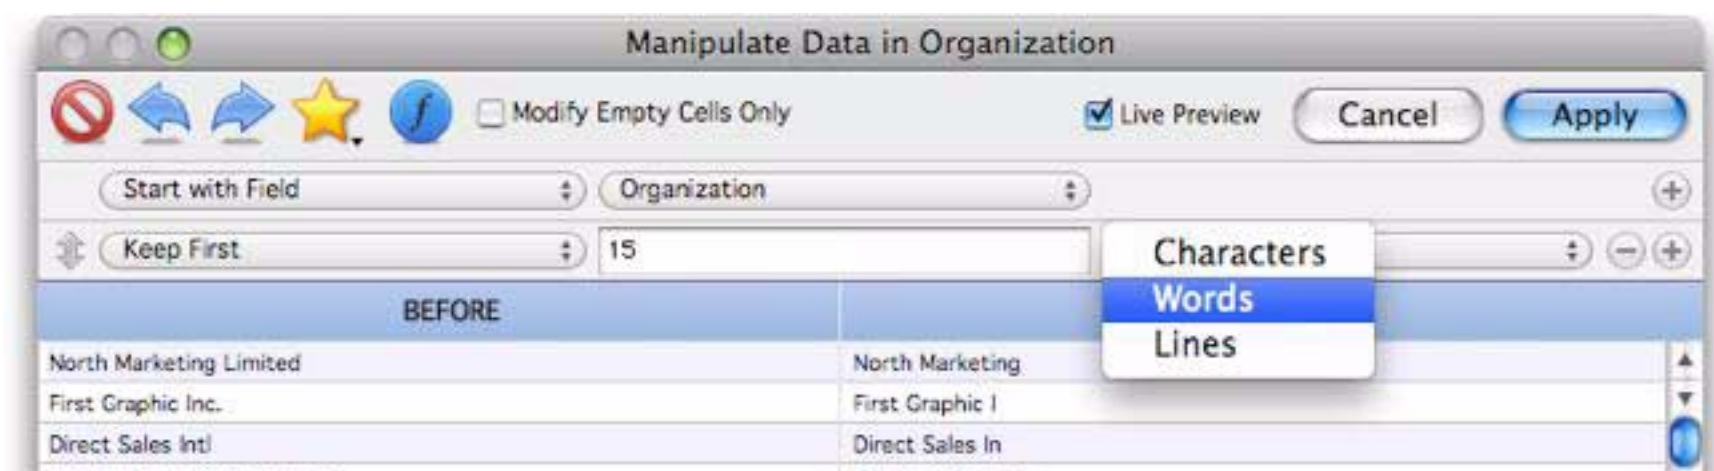 Manipulate Data in Organization
f Modify Empty Cells Only Live Preview Cancel Apply
Start with Field Organization
Keep First 15 Characters
BEFORE Words
Lines
North Marketing Limited North Marketing
First Graphic Inc. First Graphic I
Direct Sales Intl Direct Sales In